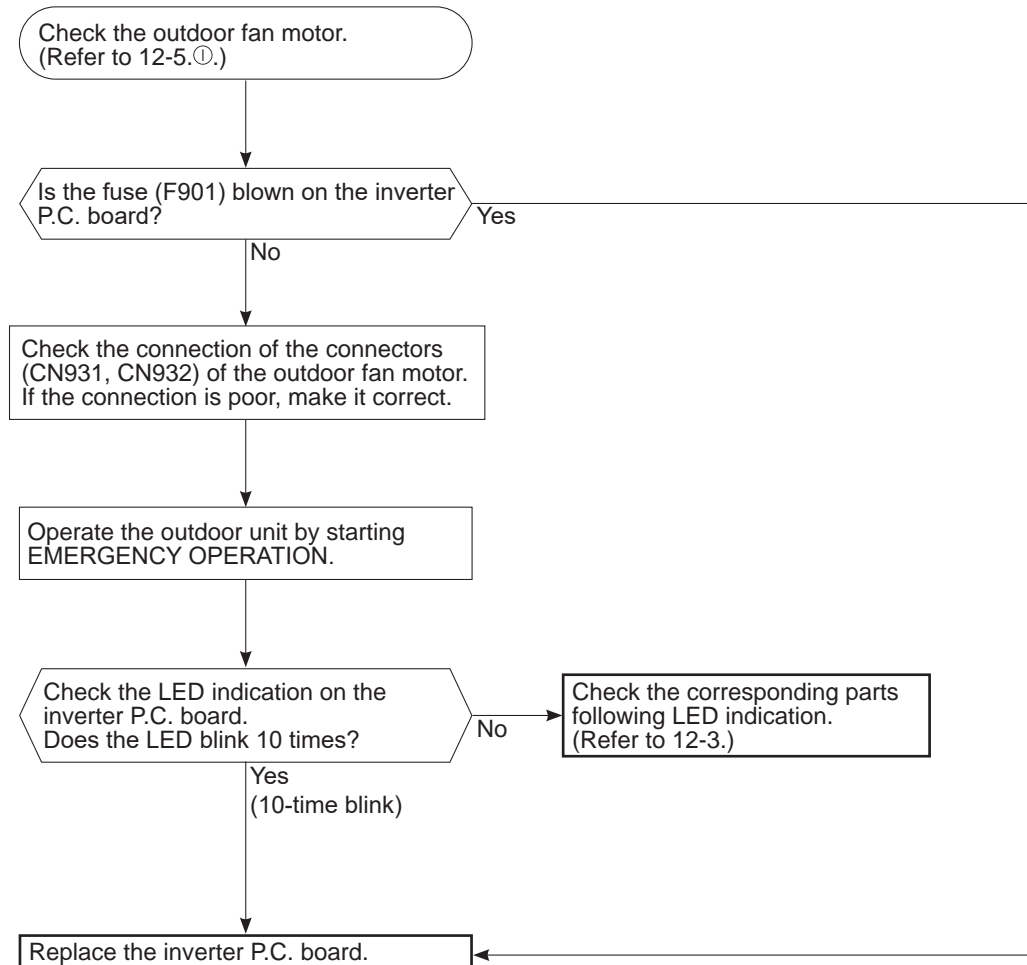 Check the outdoor fan motor.
(Refer to 12-5.Ⓘ.)
Is the fuse (F901) blown on the inverter
P.C. board?
Yes
No
Check the connection of the connectors
(CN931, CN932) of the outdoor fan motor.
If the connection is poor, make it correct.
Operate the outdoor unit by starting
EMERGENCY OPERATION.
Check the LED indication on the
inverter P.C. board.
Does the LED blink 10 times?
No
Check the corresponding parts
following LED indication.
(Refer to 12-3.)
Yes
(10-time blink)
Replace the inverter P.C. board.